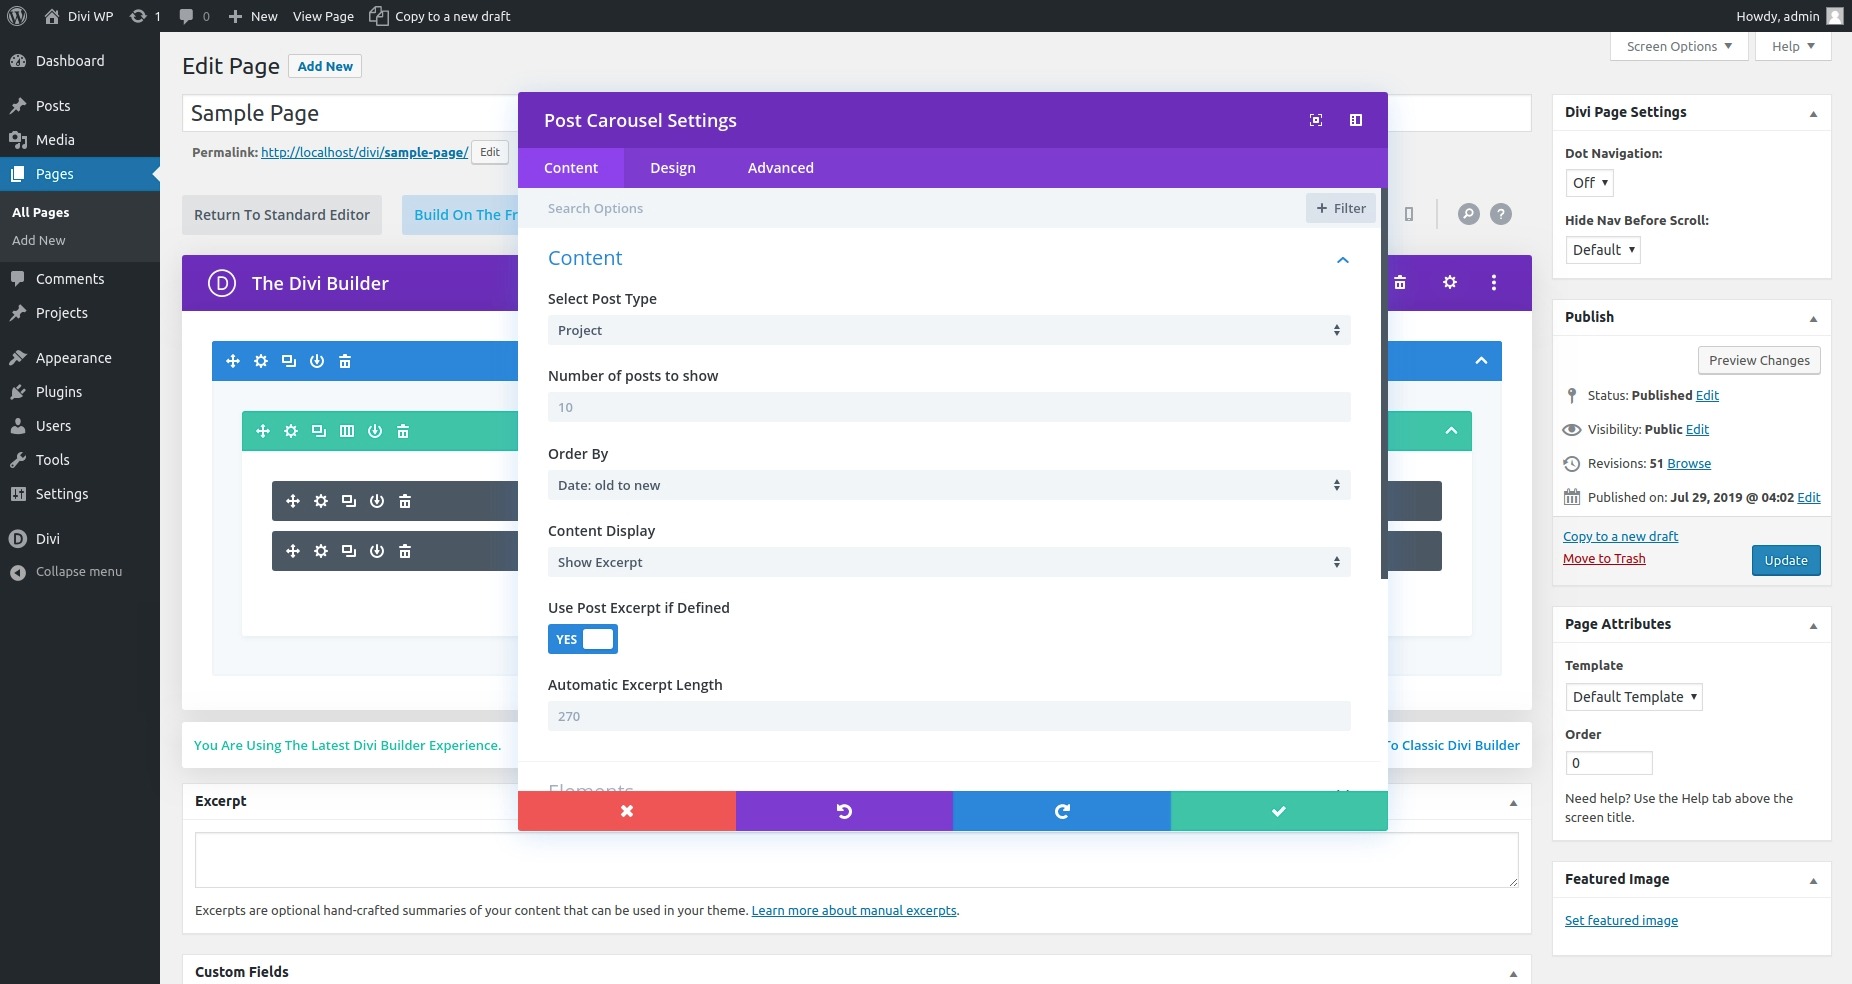 Divi WP 1 0 New View Page Copy to a new draft Howdy, admin
Dashboard
Posts
Media
Pages
All Pages
Add New
Comments
Projects
Appearance
Plugins
Users
Tools
Settings
Divi
Collapse menu
Screen Options Help
Edit Page Add New
Sample Page
Permalink: http://localhost/divi/sample-page/ Edit
Return To Standard Editor Build On The Fr
The Divi Builder
You Are Using The Latest Divi Builder Experience.
To Classic Divi Builder
Post Carousel Settings
Content Design Advanced
Search Options + Filter
Content
Select Post Type
Project
Number of posts to show
10
Order By
Date: old to new
Content Display
Show Excerpt
Use Post Excerpt if Defined
YES
Automatic Excerpt Length
270
Elements
Excerpt
Excerpts are optional hand-crafted summaries of your content that can be used in your theme. Learn more about manual excerpts.
Custom Fields
Divi Page Settings
Dot Navigation:
Off
Hide Nav Before Scroll:
Default
Publish
Preview Changes
Status: Published Edit
Visibility: Public Edit
Revisions: 51 Browse
Published on: Jul 29, 2019 @ 04:02 Edit
Copy to a new draft
Move to Trash
Update
Page Attributes
Template
Default Template
Order
0
Need help? Use the Help tab above the
screen title.
Featured Image
Set featured image